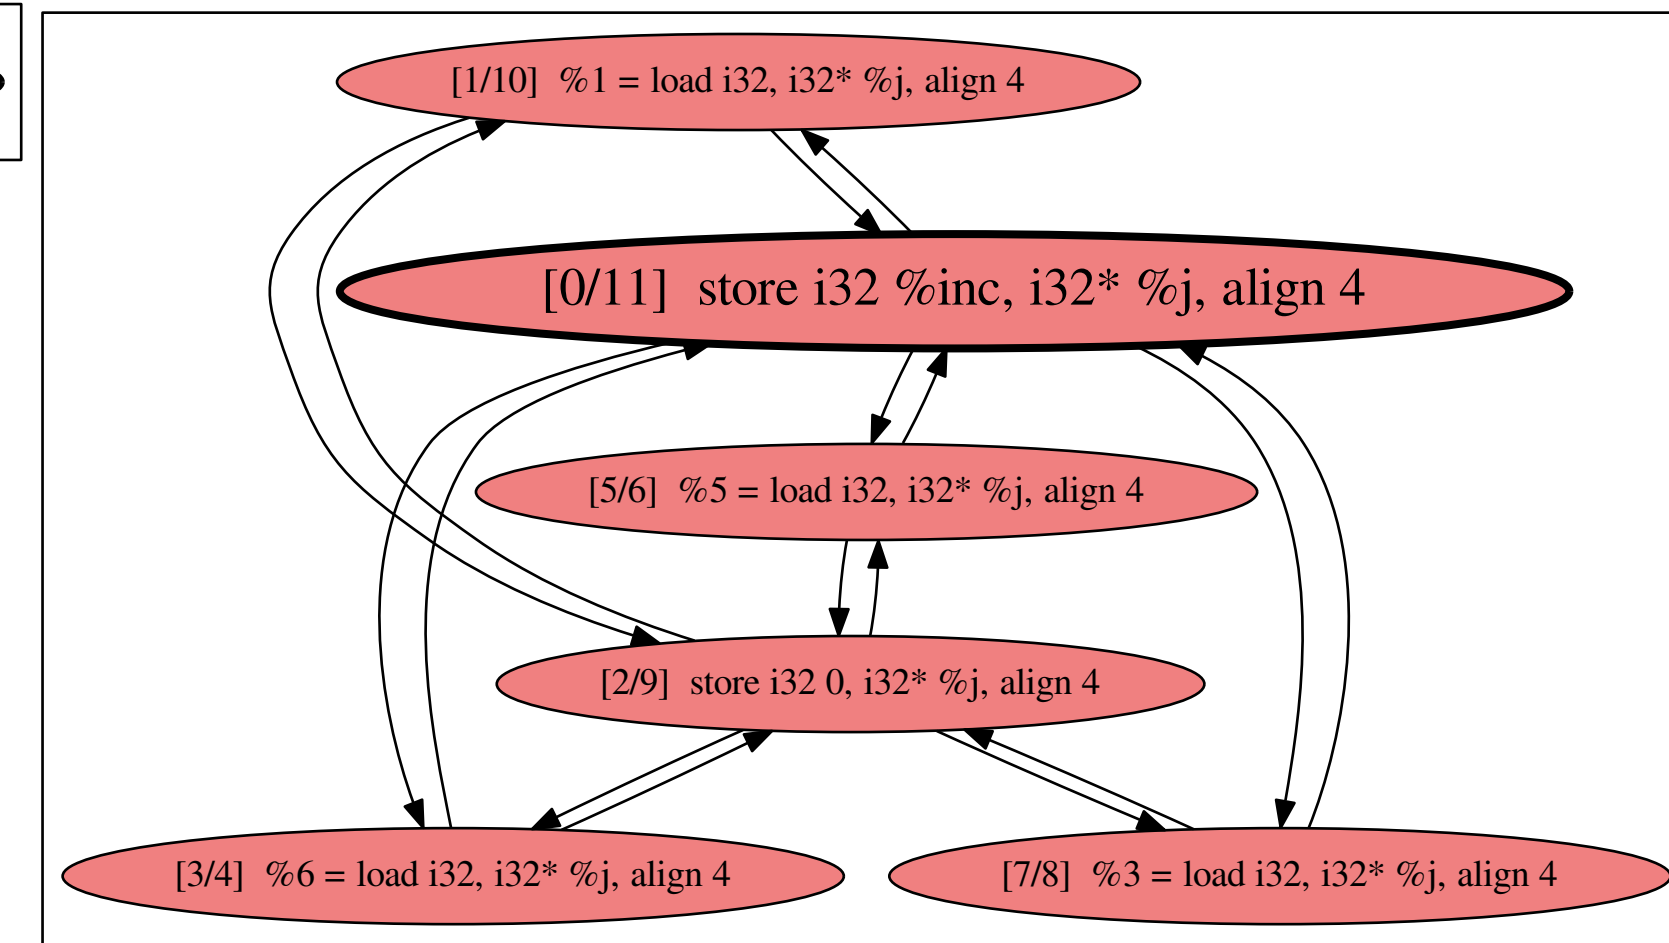 [1/10] %1 = load i32, i32* %j, align 4
[0/11] store i32 %inc, i32* %j, align 4
[5/6] %5 = load i32, i32* %j, align 4
[2/9] store i32 0, i32* %j, align 4
[3/4] %6 = load i32, i32* %j, align 4
[7/8] %3 = load i32, i32* %j, align 4